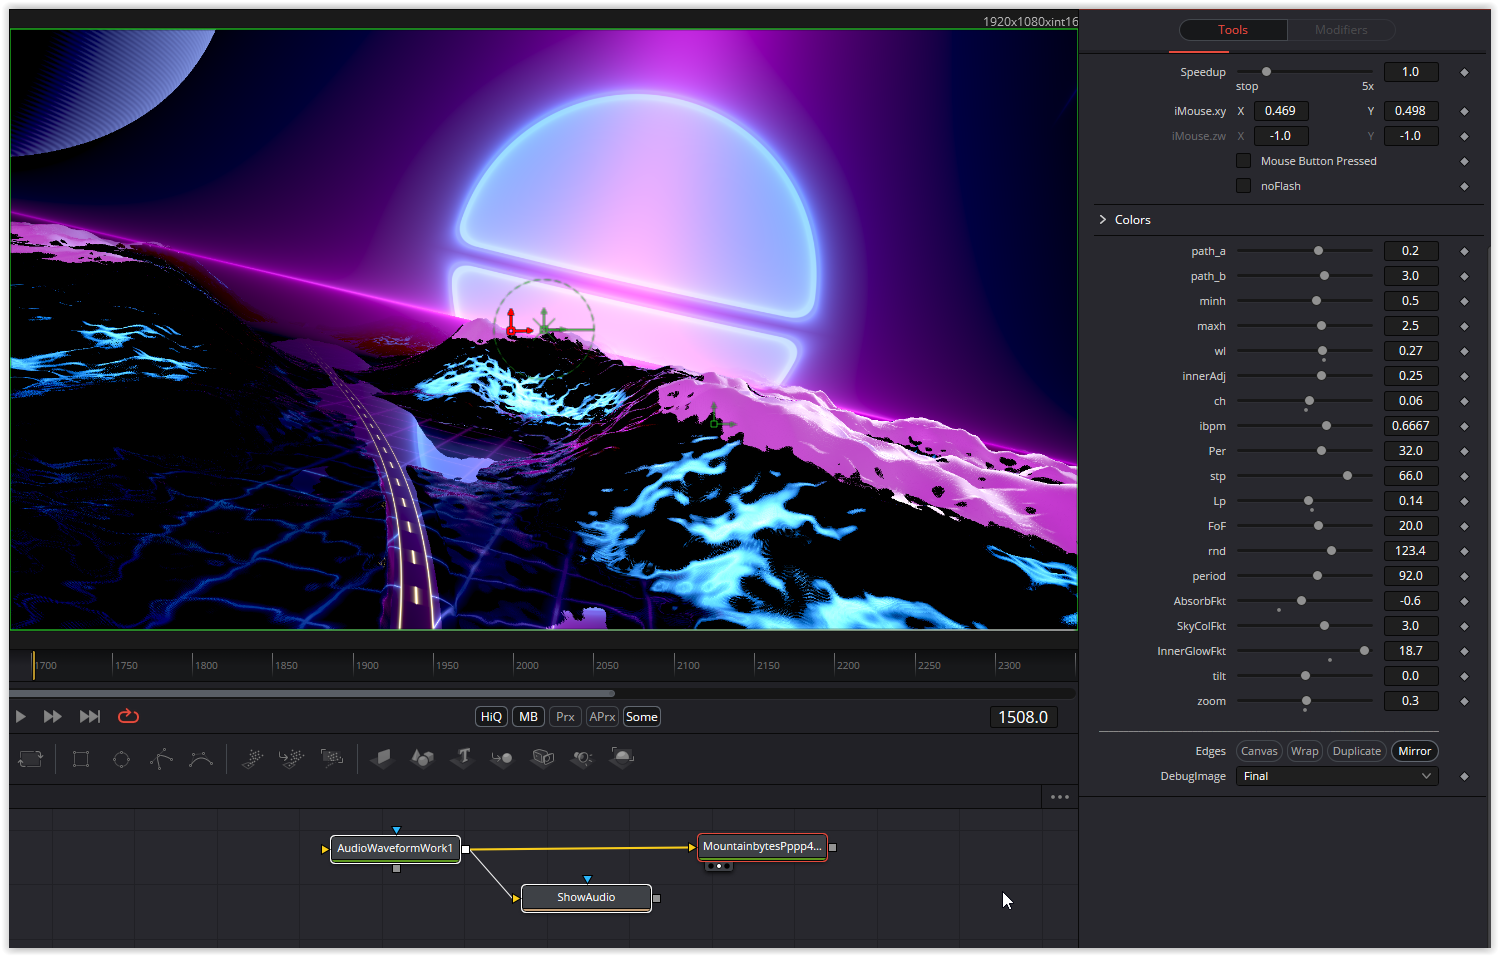 1920x1080xint16
Tools
Modifiers
Speedup
1.0
stop
5x
iMouse.xy X 0.469 Y 0.498
iMouse.zw X -1.0 Y -1.0
Mouse Button Pressed
noFlash
Colors
path_a 0.2
path_b 3.0
minh 0.5
maxh 2.5
wl 0.27
innerAdj 0.25
ch 0.06
ibpm 0.6667
Per 32.0
stp 66.0
Lp 0.14
FoF 20.0
rnd 123.4
period 92.0
AbsorbFkt -0.6
SkyColFkt 3.0
InnerGlowFkt 18.7
tilt 0.0
zoom 0.3
Edges Canvas Wrap Duplicate Mirror
DebugImage Final
1700 1750 1800 1850 1900 1950 2000 2050 2100 2150 2200 2250 2300
HiQ MB Prx APrx Some 1508.0
T
AudioWaveformWork1
MountainbytesPppp4...
ShowAudio